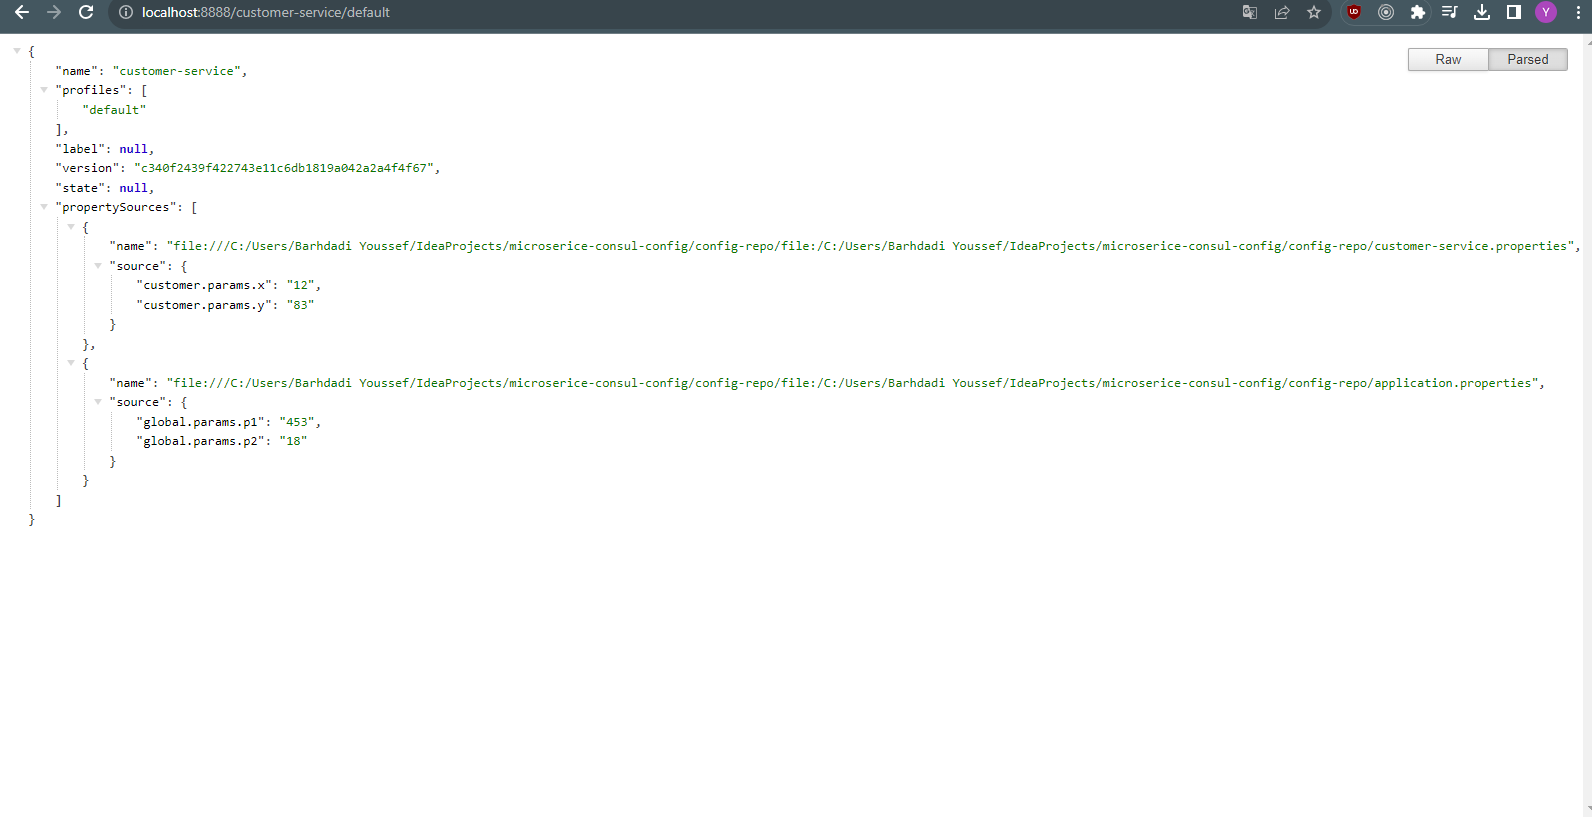 localhost:8888/customer-service/default
UD
Y
Raw
Parsed
{
"name": "customer-service",
"profiles": [
"default"
],
"label": null,
"version": "c340f2439f422743e11c6db1819a042a2a4f4f67",
"state": null,
"propertySources": [
{
"name": "file:///C:/Users/Barhdadi Youssef/IdeaProjects/microserice-consul-config/config-repo/file:/C:/Users/Barhdadi Youssef/IdeaProjects/microserice-consul-config/config-repo/customer-service.properties",
"source": {
"customer.params.x": "12",
"customer.params.y": "83"
}
},
{
"name": "file:///C:/Users/Barhdadi Youssef/IdeaProjects/microserice-consul-config/config-repo/file:/C:/Users/Barhdadi Youssef/IdeaProjects/microserice-consul-config/config-repo/application.properties",
"source": {
"global.params.p1": "453",
"global.params.p2": "18"
}
}
]
}